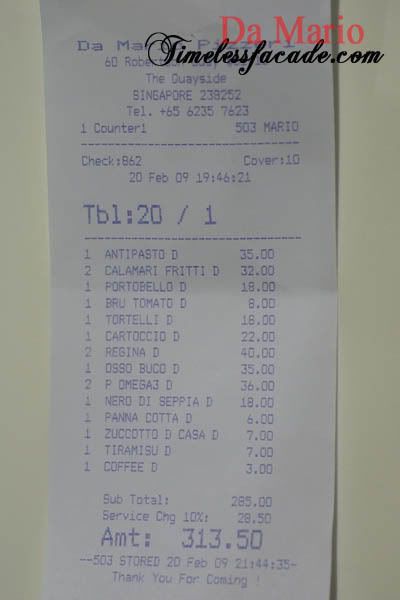 Da Mario
Timelessfacade.com
Da Mario Pizzeri
60 Robertson
The Quayside
SINGAPORE 238252
Tel. +65 6235 7623
1 Counter1 503 MARIO
Check:862 Cover:10
20 Feb 09 19:46:21
Tbl:20 / 1
1 ANTIPASTO D 35.00
2 CALAMARI FRITTI D 32.00
1 PORTOBELLO D 18.00
1 BRU TOMATO D 8.00
1 TORTELLI D 18.00
1 CARTOCCIO D 22.00
2 REGINA D 40.00
1 OSSO BUCO D 35.00
2 P OMEGA3 D 36.00
1 NERO DI SEPPIA D 18.00
1 PANNA COTTA D 6.00
1 ZUCCOTTO D CASA D 7.00
1 TIRAMISU D 7.00
1 COFFEE D 3.00
Sub Total: 285.00
Service Chg 10%: 28.50
Amt: 313.50
--503 STORED 20 Feb 09 21:44:35-
Thank You For Coming !